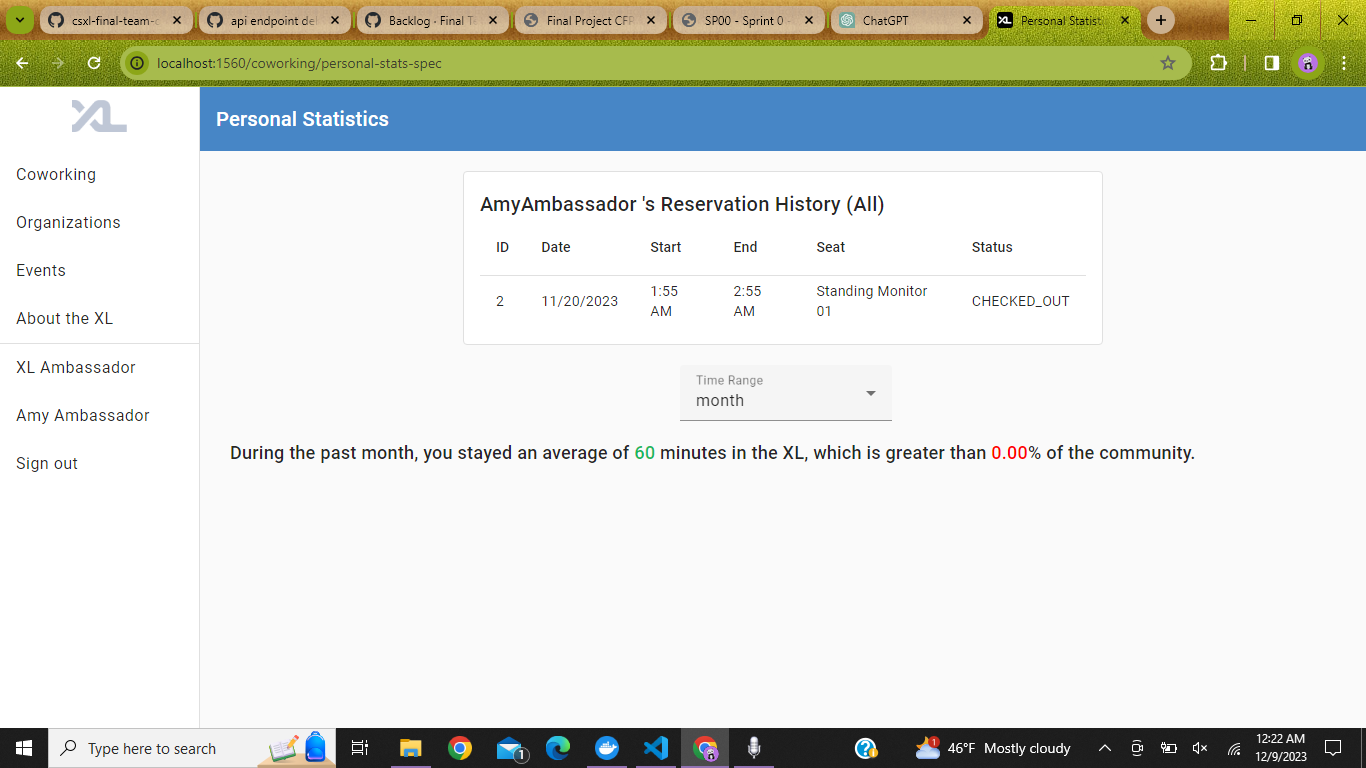 csxl-final-team-c
api endpoint del
Backlog · Final Te
Final Project CFP
SP00 - Sprint 0 -
ChatGPT
Personal Statisti
localhost:1560/coworking/personal-stats-spec
XL
Personal Statistics
Coworking
Organizations
Events
About the XL
XL Ambassador
Amy Ambassador
Sign out
AmyAmbassador 's Reservation History (All)
ID Date Start End Seat Status
2 11/20/2023 1:55 AM 2:55 AM Standing Monitor 01 CHECKED_OUT
Time Range
month
During the past month, you stayed an average of 60 minutes in the XL, which is greater than 0.00% of the community.
Type here to search
1
1
46°F Mostly cloudy
12:22 AM
12/9/2023